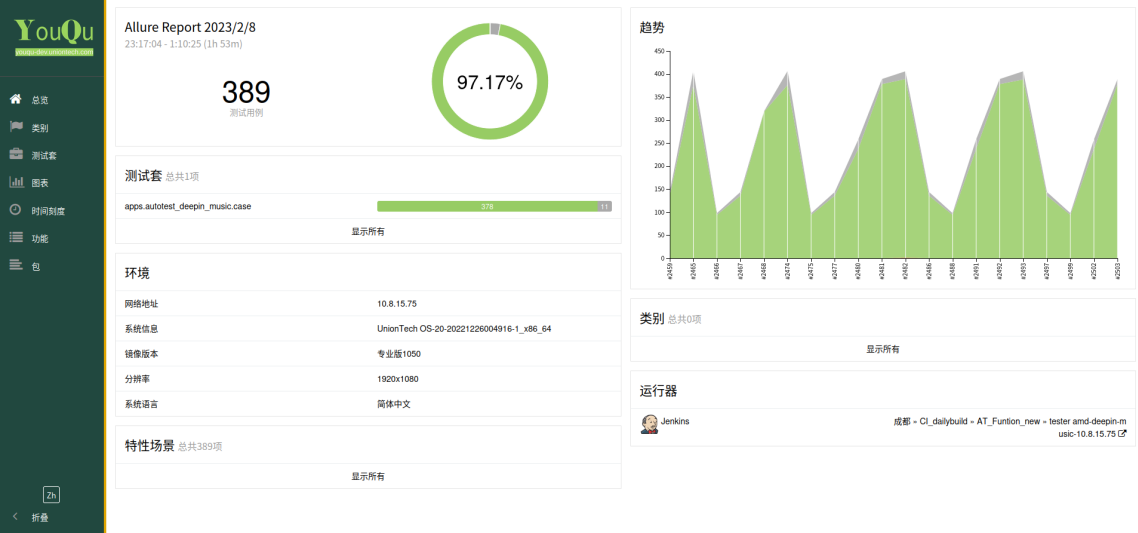 YouQu
youqu-dev.uniontech.com
总览
类别
测试套
图表
时间刻度
功能
包
Zh
折叠
Allure Report 2023/2/8
23:17:04 - 1:10:25 (1h 53m)
389
测试用例
97.17%
测试套 总共1项
apps.autotest_deepin_music.case 378 11
显示所有
环境
网络地址 10.8.15.75
系统信息 UnionTech OS-20-20221226004916-1_x86_64
镜像版本 专业版1050
分辨率 1920x1080
系统语言 简体中文
特性场景 总共389项
显示所有
趋势
450
400
350
300
250
200
150
100
50
0
#2459 #2465 #2466 #2467 #2468 #2474 #2475 #2477 #2480 #2481 #2482 #2486 #2488 #2491 #2492 #2493 #2497 #2499 #2502 #2503
类别 总共0项
显示所有
运行器
Jenkins
成都 » CI_dailybuild » AT_Funtion_new » tester amd-deepin-m
usic-10.8.15.75